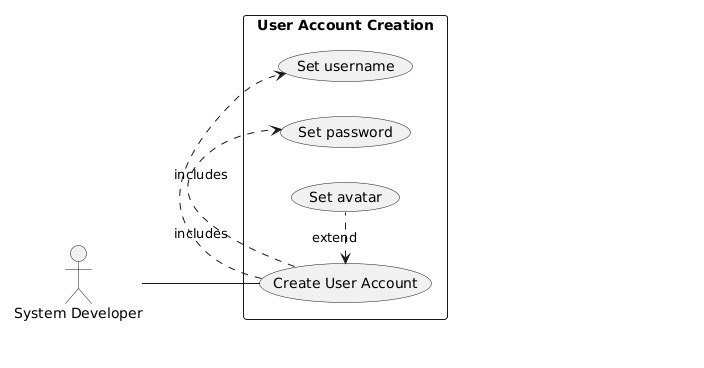 User Account Creation
Set username
Set password
includes
Set avatar
includes
extend
Create User Account
System Developer